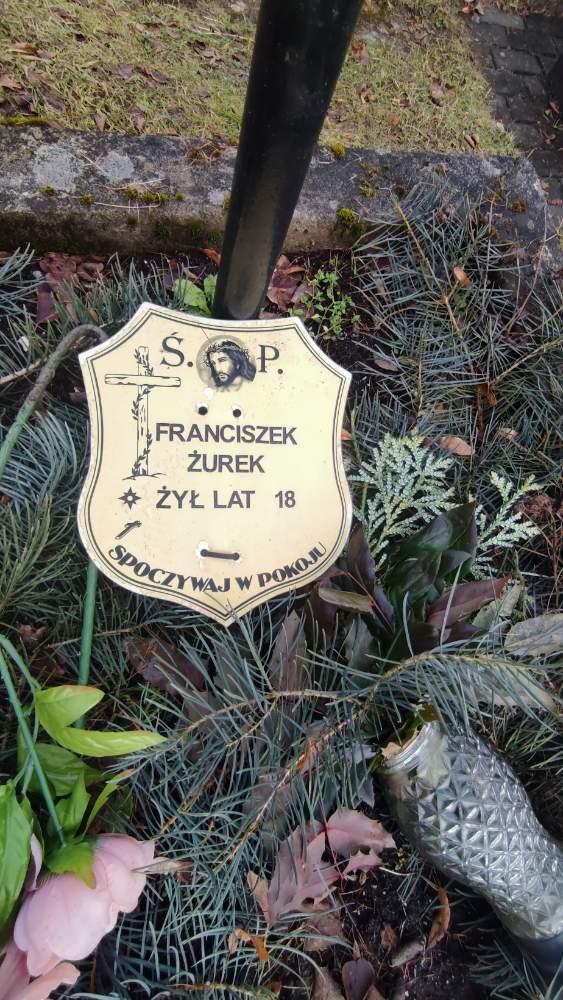 Ś. P.
FRANCISZEK
ŻUREK
ŻYŁ LAT 18
SPOCZYWAJ W POKOJU